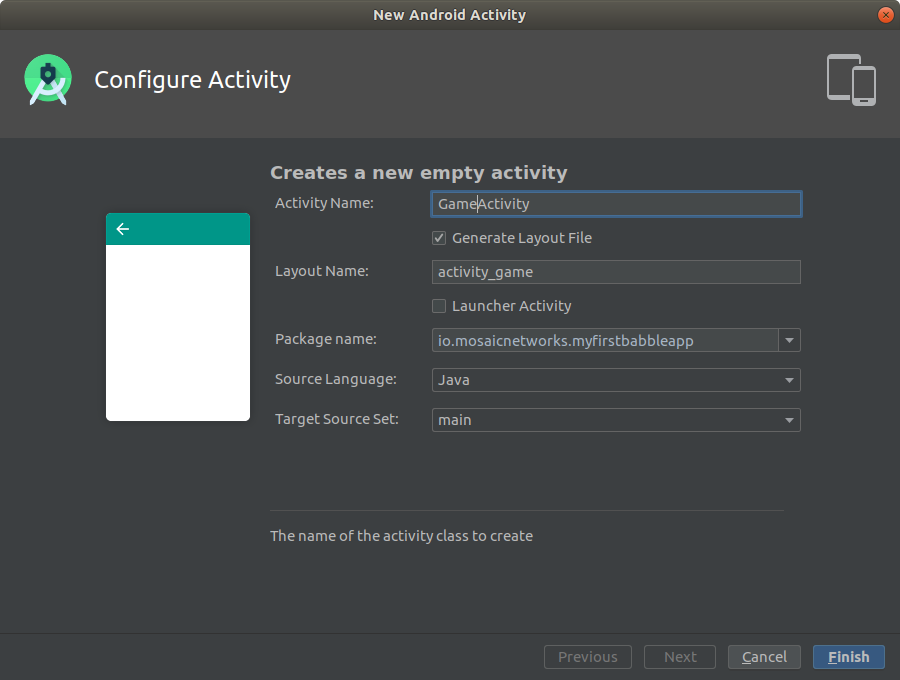 New Android Activity
Configure Activity
Creates a new empty activity
Activity Name: GameActivity
Generate Layout File
Layout Name: activity_game
Launcher Activity
Package name: io.mosaicnetworks.myfirstbabbleapp
Source Language: Java
Target Source Set: main
The name of the activity class to create
Previous Next Cancel Finish